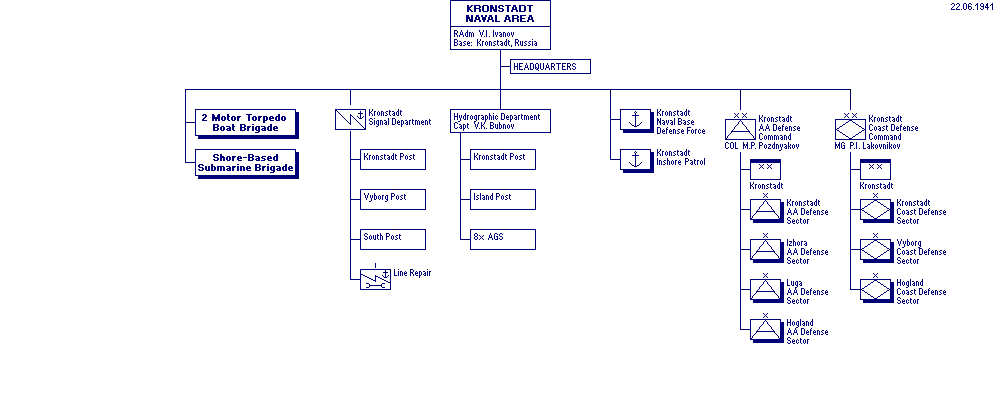 22.06.1941
KRONSTADT
NAVAL AREA
RAdm V.I. Ivanov
Base: Kronstadt, Russia
HEADQUARTERS
2 Motor Torpedo
Boat Brigade
Shore-Based
Submarine Brigade
Kronstadt
Signal Department
Kronstadt Post
Vyborg Post
South Post
Line Repair
Hydrographic Department
Capt V.K. Bubnov
Kronstadt Post
Island Post
8x AGS
Kronstadt
Naval Base
Defense Force
Kronstadt
Inshore Patrol
XX
Kronstadt
AA Defense
Command
COL M.P. Pozdnyakov
XX
Kronstadt
X
Kronstadt
AA Defense
Sector
X
Izhora
AA Defense
Sector
X
Luga
AA Defense
Sector
X
Hogland
AA Defense
Sector
XX
Kronstadt
Coast Defense
Command
MG P.I. Lakovnikov
XX
Kronstadt
X
Kronstadt
Coast Defense
Sector
X
Vyborg
Coast Defense
Sector
X
Hogland
Coast Defense
Sector